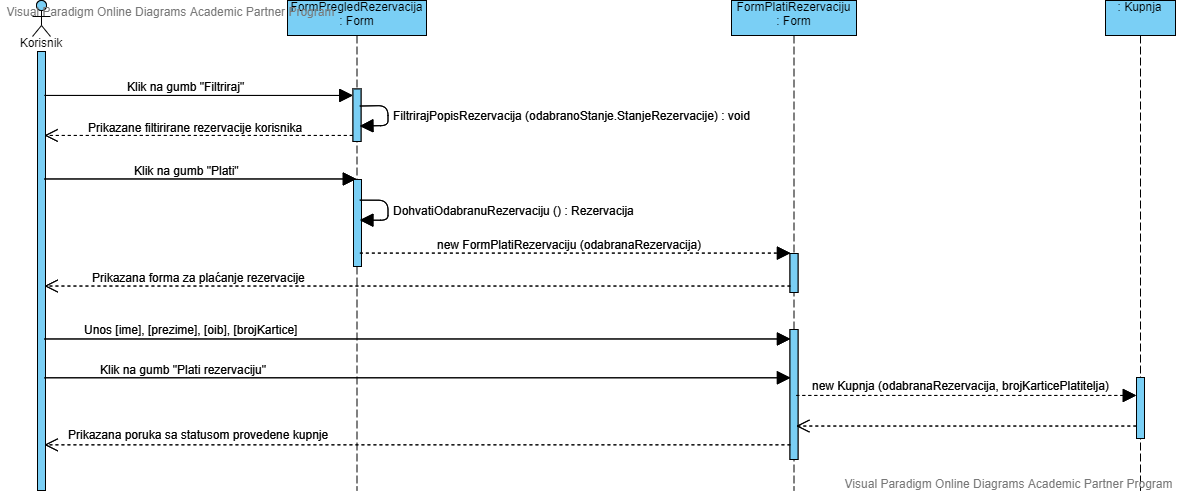 Visual Paradigm Online Diagrams Academic Partner Program
FormPregledRezervacija
: Form
FormPlatiRezervaciju
: Form
: Kupnja
Korisnik
Klik na gumb "Filtriraj"
FiltrirajPopisRezervacija (odabranoStanje.StanjeRezervacije) : void
Prikazane filtirirane rezervacije korisnika
Klik na gumb "Plati"
DohvatiOdabranuRezervaciju () : Rezervacija
new FormPlatiRezervaciju (odabranaRezervacija)
Prikazana forma za plaćanje rezervacije
Unos [ime], [prezime], [oib], [brojKartice]
Klik na gumb "Plati rezervaciju"
new Kupnja (odabranaRezervacija, brojKarticePlatitelja)
Prikazana poruka sa statusom provedene kupnje
Visual Paradigm Online Diagrams Academic Partner Program